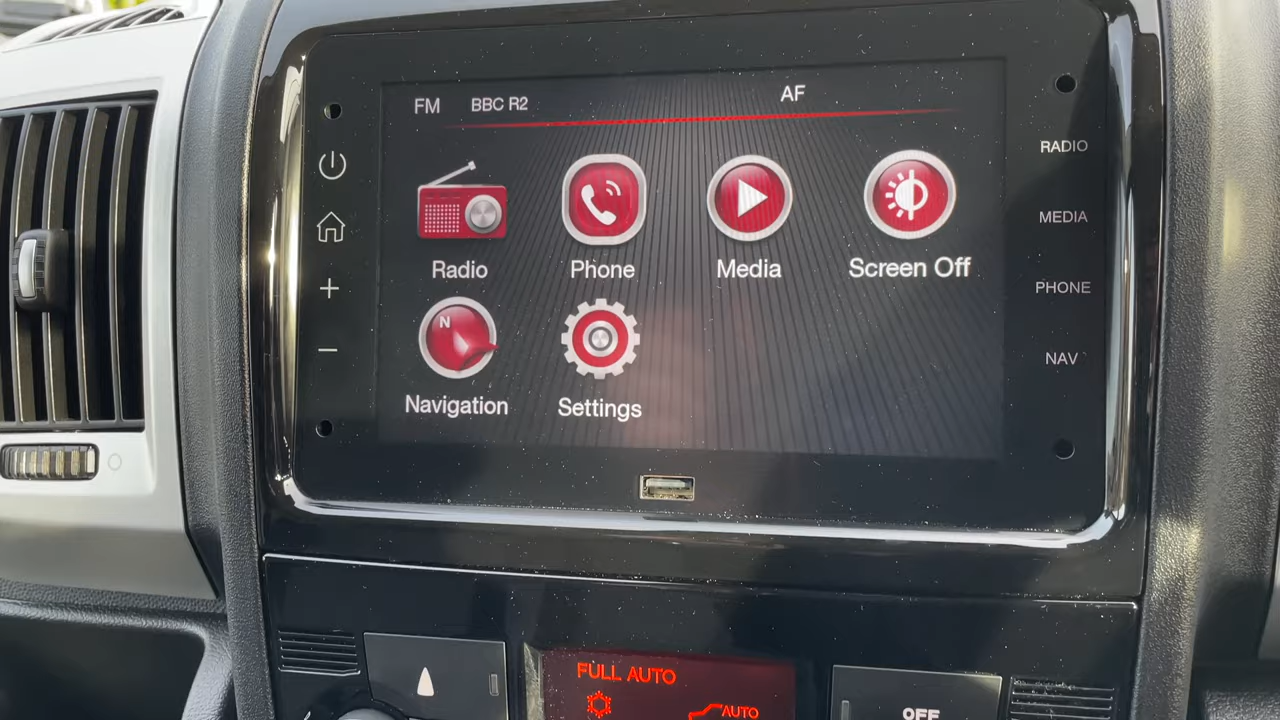 FM BBC R2 AF
RADIO
MEDIA
PHONE
NAV
Radio Phone Media Screen Off
N
Navigation Settings
FULL AUTO
AUTO
OFF